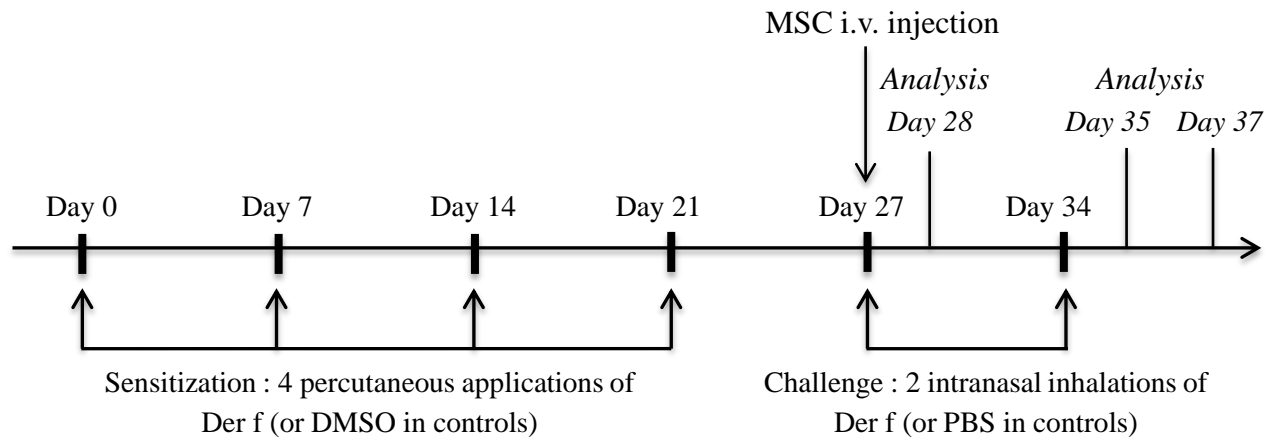 MSC i.v. injection
Analysis Analysis
Day 28 Day 35 Day 37
Day 0 Day 7 Day 14 Day 21 Day 27 Day 34
Sensitization : 4 percutaneous applications of
Der f (or DMSO in controls)
Challenge : 2 intranasal inhalations of
Der f (or PBS in controls)